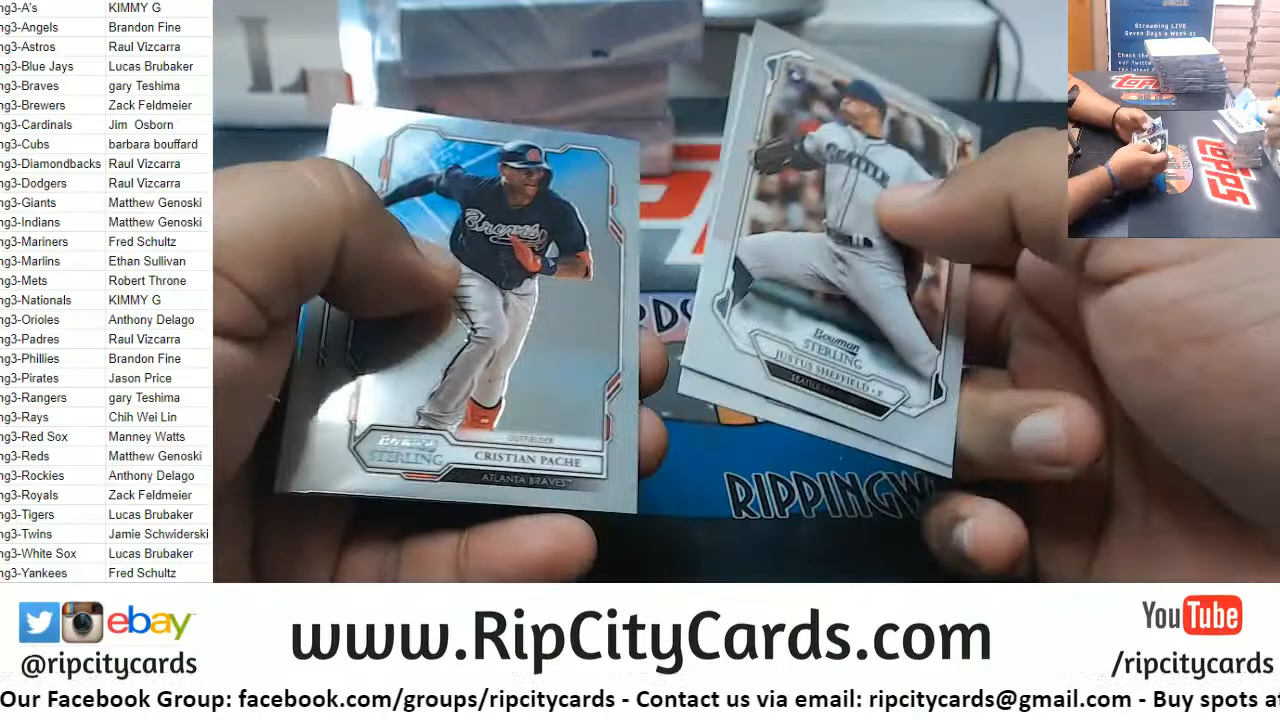 ng3-A's KIMMY G
ng3-Angels Brandon Fine
ng3-Astros Raul Vizcarra
ng3-Blue Jays Lucas Brubaker
ng3-Braves gary Teshima
ng3-Brewers Zack Feldmeier
ng3-Cardinals Jim Osborn
ng3-Cubs barbara bouffard
ng3-Diamondbacks Raul Vizcarra
ng3-Dodgers Raul Vizcarra
ng3-Giants Matthew Genoski
ng3-Indians Matthew Genoski
ng3-Mariners Fred Schultz
ng3-Marlins Ethan Sullivan
ng3-Mets Robert Throne
ng3-Nationals KIMMY G
ng3-Orioles Anthony Delago
ng3-Padres Raul Vizcarra
ng3-Phillies Brandon Fine
ng3-Pirates Jason Price
ng3-Rangers gary Teshima
ng3-Rays Chih Wei Lin
ng3-Red Sox Manney Watts
ng3-Reds Matthew Genoski
ng3-Rockies Anthony Delago
ng3-Royals Zack Feldmeier
ng3-Tigers Lucas Brubaker
ng3-Twins Jamie Schwiderski
ng3-White Sox Lucas Brubaker
ng3-Yankees Fred Schultz
Braves
Bowman
STERLING
OUTFIELDER
CRISTIAN PACHE
ATLANTA BRAVES
SEATTLE
Bowman
STERLING
JUSTUS SHEFFIELD • P
RIPPINGW
Streaming LIVE
Seven Days a Week at
Topps
Topps
ebay
@ripcitycards
www.RipCityCards.com
YouTube
/ripcitycards
Our Facebook Group: facebook.com/groups/ripcitycards - Contact us via email: ripcitycards@gmail.com - Buy spots at